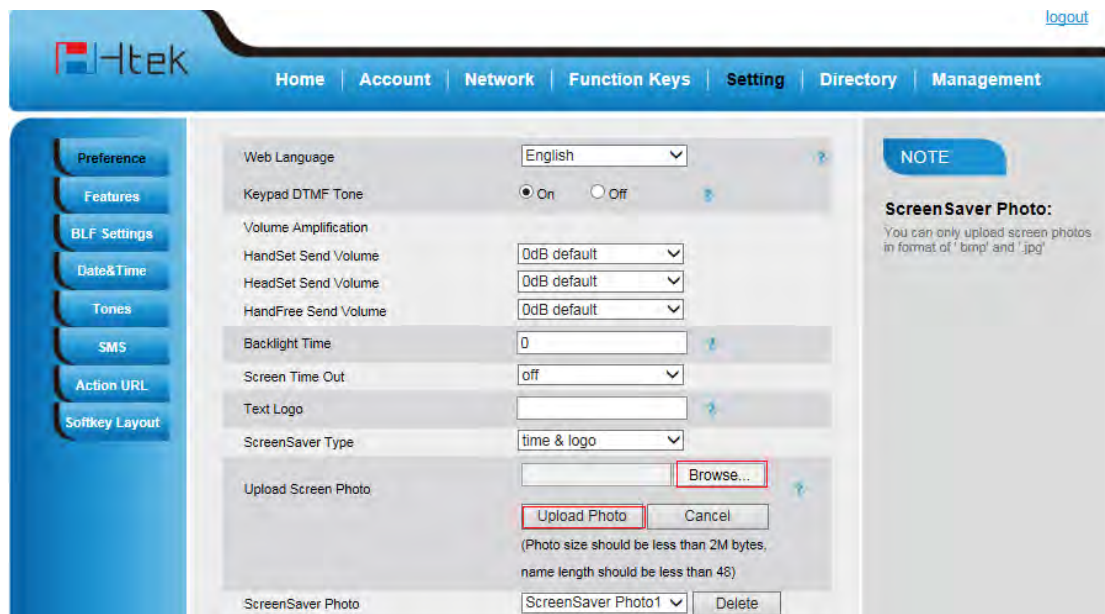 logout
Htek
Home | Account | Network | Function Keys | Setting | Directory | Management
Preference
Features
BLF Settings
Date&Time
Tones
SMS
Action URL
Softkey Layout
Web Language English ?
Keypad DTMF Tone On Off ?
Volume Amplification
HandSet Send Volume 0dB default
HeadSet Send Volume 0dB default
HandFree Send Volume 0dB default
Backlight Time 0 ?
Screen Time Out off
Text Logo ?
ScreenSaver Type time & logo
Upload Screen Photo Browse... ?
Upload Photo Cancel
(Photo size should be less than 2M bytes,
name length should be less than 48)
ScreenSaver Photo ScreenSaver Photo1 Delete
NOTE
ScreenSaver Photo:
You can only upload screen photos
in format of '.bmp' and '.jpg'